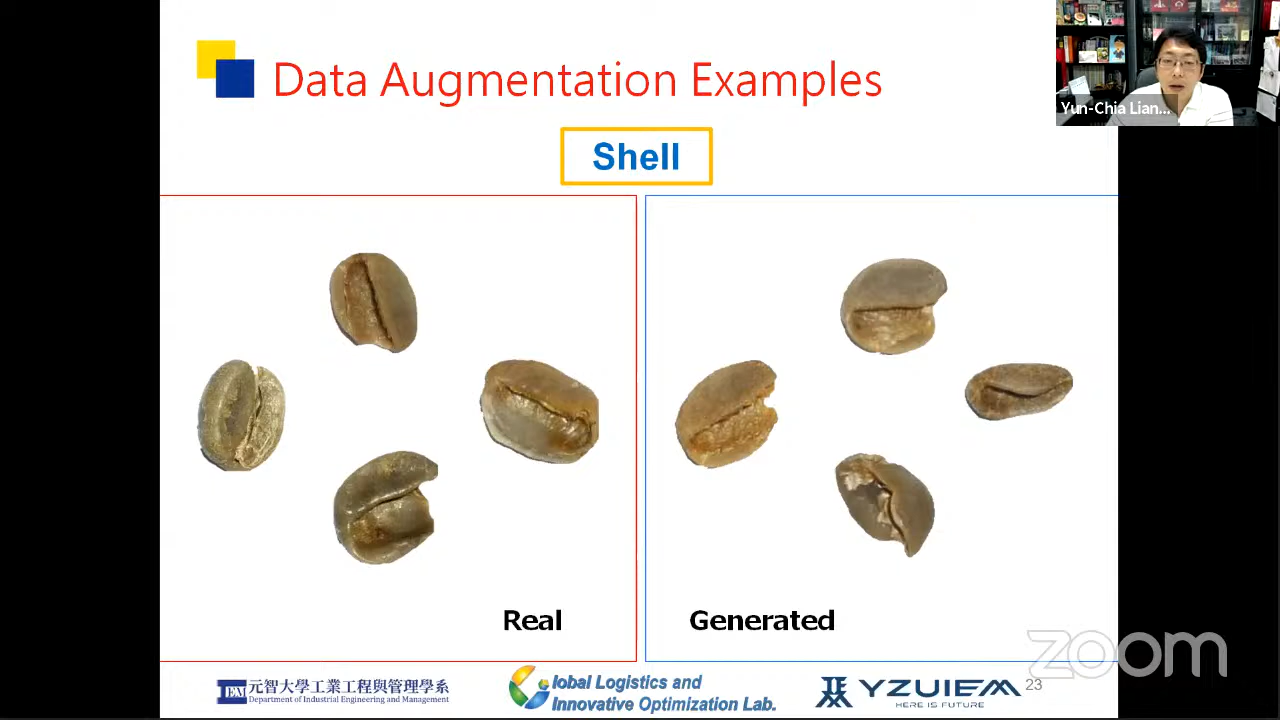 Data Augmentation Examples
Yun-Chia Lian...
Shell
Real
Generated
IEM 元智大學工業工程與管理學系
Department of Industrial Engineering and Management
Global Logistics and
Innovative Optimization Lab.
YZUIEM
HERE IS FUTURE
23
zoom